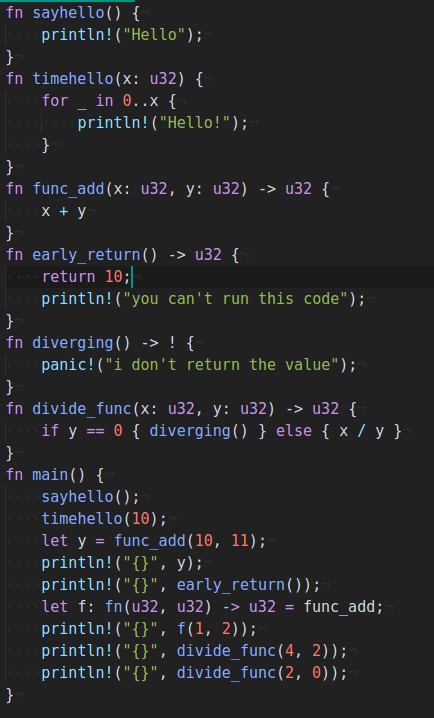 fn sayhello() {
    println!("Hello");
}
fn timehello(x: u32) {
    for _ in 0..x {
        println!("Hello!");
    }
}
fn func_add(x: u32, y: u32) -> u32 {
    x + y
}
fn early_return() -> u32 {
    return 10;
    println!("you can't run this code");
}
fn diverging() -> ! {
    panic!("i don't return the value");
}
fn divide_func(x: u32, y: u32) -> u32 {
    if y == 0 { diverging() } else { x / y }
}
fn main() {
    sayhello();
    timehello(10);
    let y = func_add(10, 11);
    println!("{}", y);
    println!("{}", early_return());
    let f: fn(u32, u32) -> u32 = func_add;
    println!("{}", f(1, 2));
    println!("{}", divide_func(4, 2));
    println!("{}", divide_func(2, 0));
}